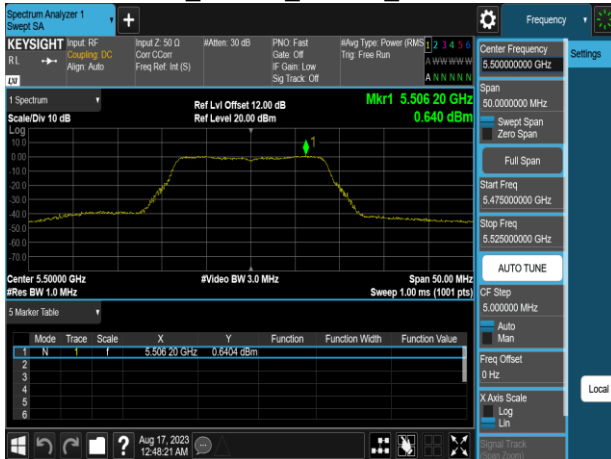 Spectrum Analyzer 1
Swept SA
+
Frequency
KEYSIGHT
RL
LXI
Input: RF
Coupling: DC
Align: Auto
Input Z: 50 Ω
Corr CCorr
Freq Ref: Int (S)
#Atten: 30 dB
PNO: Fast
Gate: Off
IF Gain: Low
Sig Track: Off
#Avg Type: Power (RMS
Trig: Free Run
1 2 3 4 5 6
A W W W W W
A N N N N N
Center Frequency
5.500000000 GHz
Settings
Span
50.0000000 MHz
Swept Span
Zero Span
Full Span
Start Freq
5.475000000 GHz
Stop Freq
5.525000000 GHz
AUTO TUNE
CF Step
5.000000 MHz
Auto
Man
Freq Offset
0 Hz
X Axis Scale
Log
Lin
Signal Track
(Span Zoom)
Local
1 Spectrum
Scale/Div 10 dB
Log
Ref Lvl Offset 12.00 dB
Ref Level 20.00 dBm
Mkr1 5.506 20 GHz
0.640 dBm
1
10.0
0.00
-10.0
-20.0
-30.0
-40.0
-50.0
-60.0
-70.0
Center 5.50000 GHz
#Res BW 1.0 MHz
#Video BW 3.0 MHz
Span 50.00 MHz
Sweep 1.00 ms (1001 pts)
5 Marker Table
Mode Trace Scale X Y Function Function Width Function Value
1 N 1 f 5.506 20 GHz 0.6404 dBm
2
3
4
5
6
?
Aug 17, 2023
12:48:21 AM